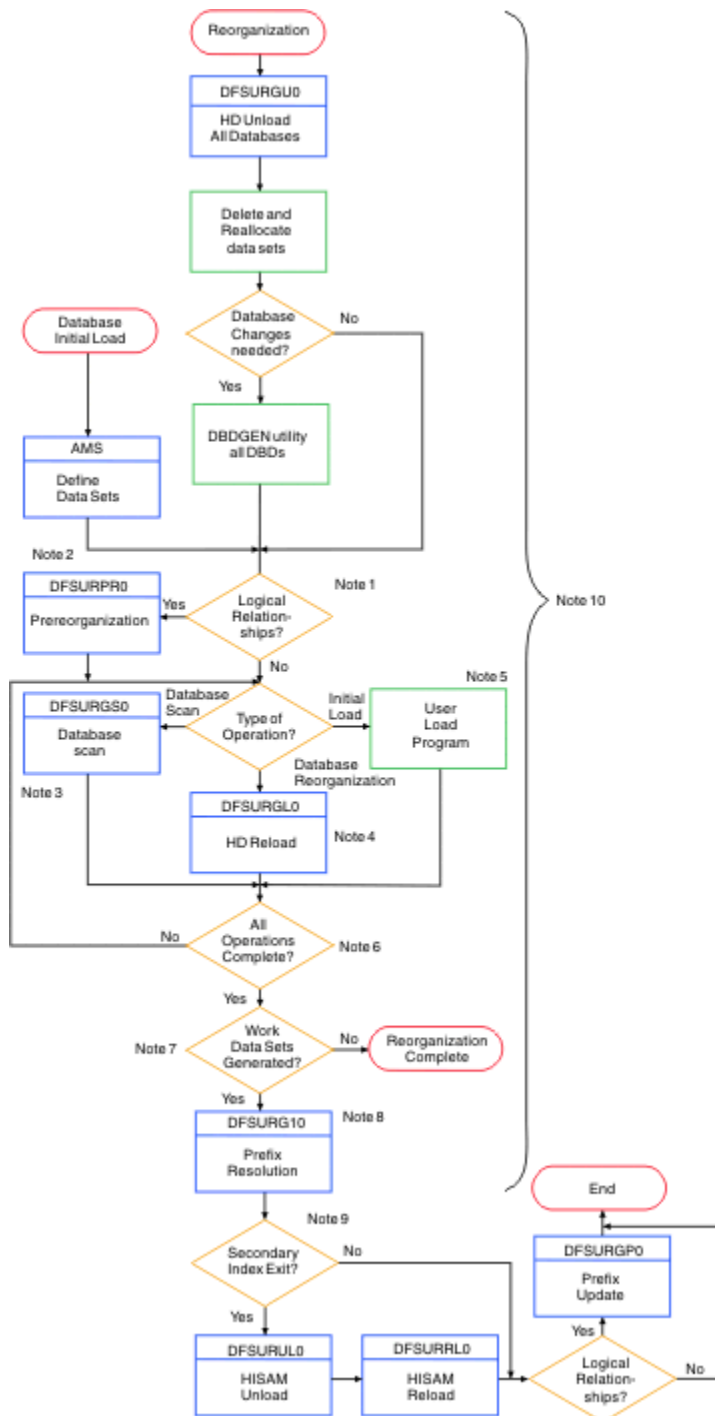 Reorganization
DFSURGU0
HD Unload
All Databases
Delete and
Reallocate
data sets
Database
Changes
needed?
No
Yes
Database
Initial Load
DBDGEN utility
all DBDs
AMS
Define
Data Sets
Note 2
Note 1
DFSURPR0
Prereorganization
Yes
Logical
Relation-
ships?
No
Note 10
Database
Scan
Type of
Operation?
Initial
Load
Note 5
User
Load
Program
DFSURGS0
Database
scan
Note 3
Database
Reorganization
DFSURGL0
HD Reload
Note 4
All
Operations
Complete?
No
Note 6
Yes
Note 7
Work
Data Sets
Generated?
No
Reorganization
Complete
Yes
DFSURG10
Prefix
Resolution
Note 8
Note 9
Secondary
Index Exit?
No
Yes
End
DFSURGP0
Prefix
Update
Yes
DFSURUL0
HISAM
Unload
DFSURRL0
HISAM
Reload
Logical
Relation-
ships?
No